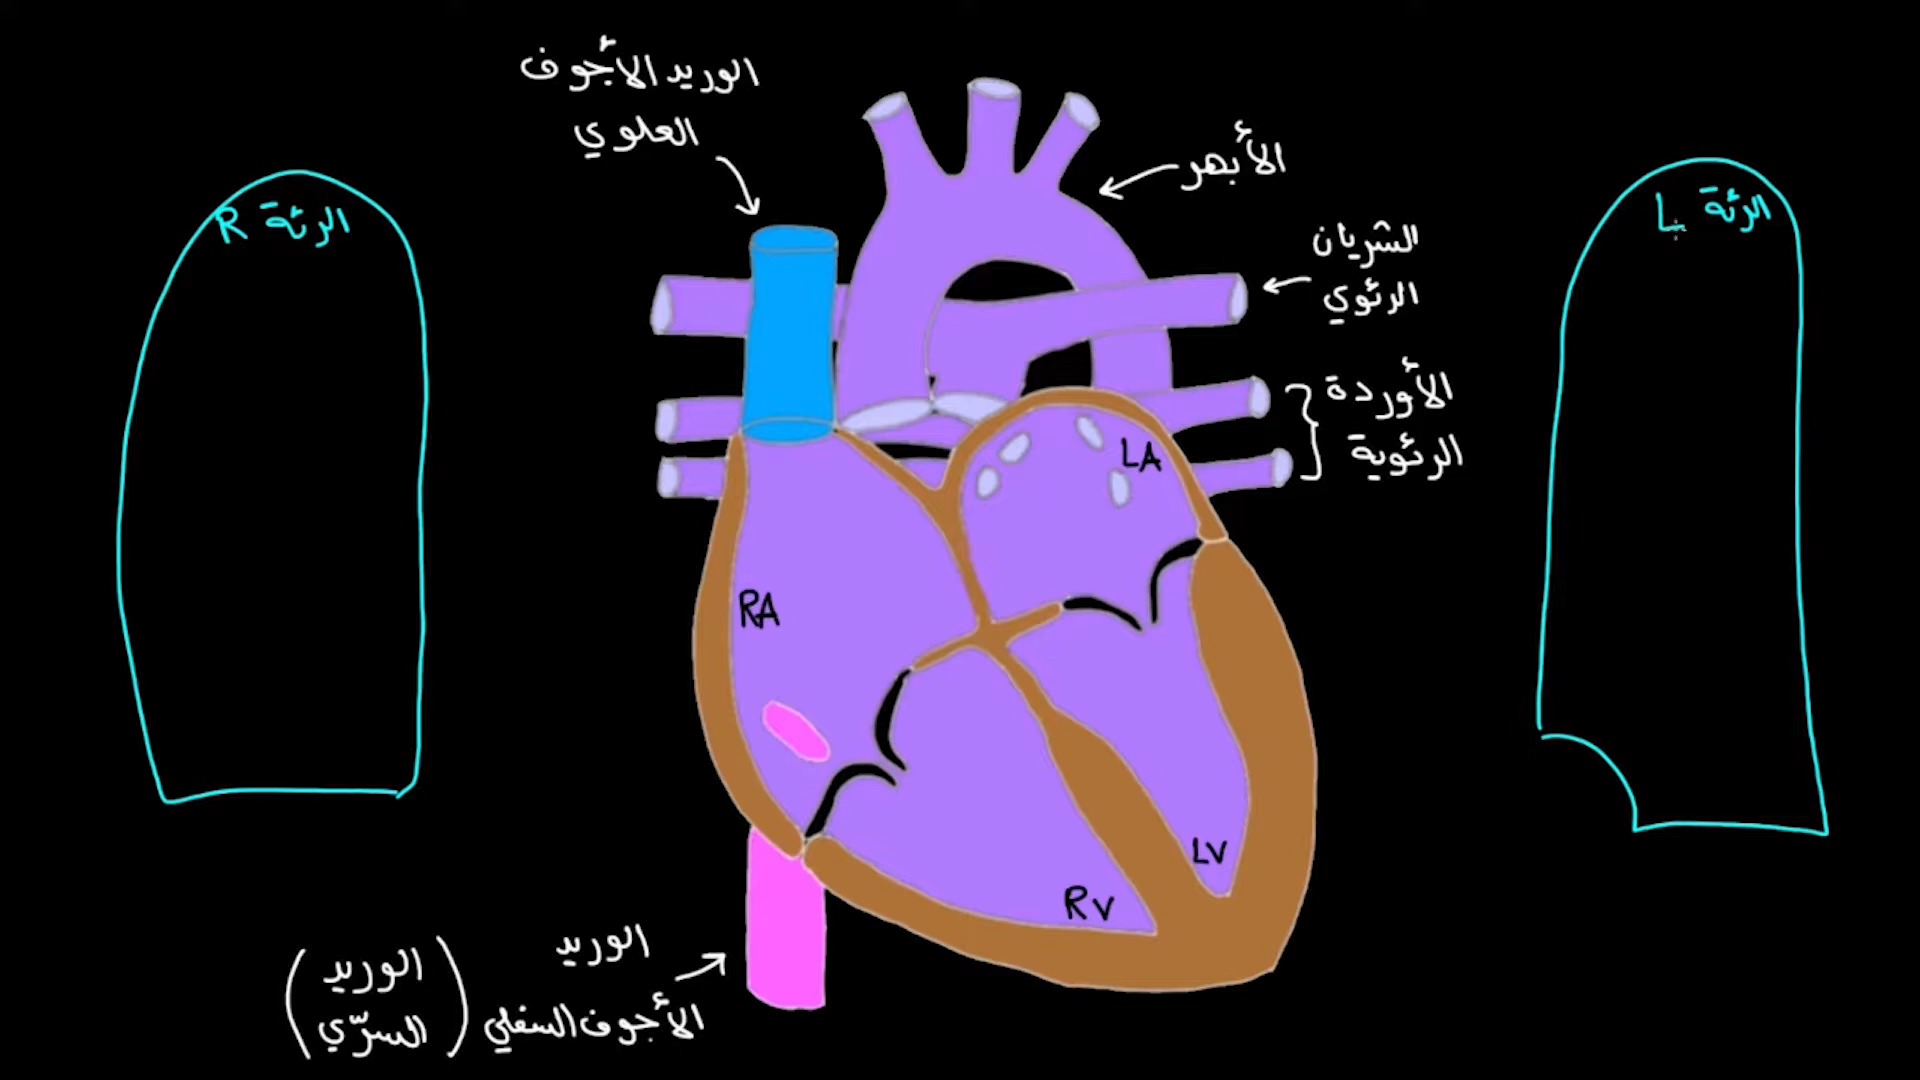 الوريد الأجوف
العلوي
الأبهر
الرئة R
الرئة L
الشريان
الرئوي
الأوردة
الرئوية
LA
RA
LV
RV
الوريد
الأجوف السفلي
(الوريد
السرّي)